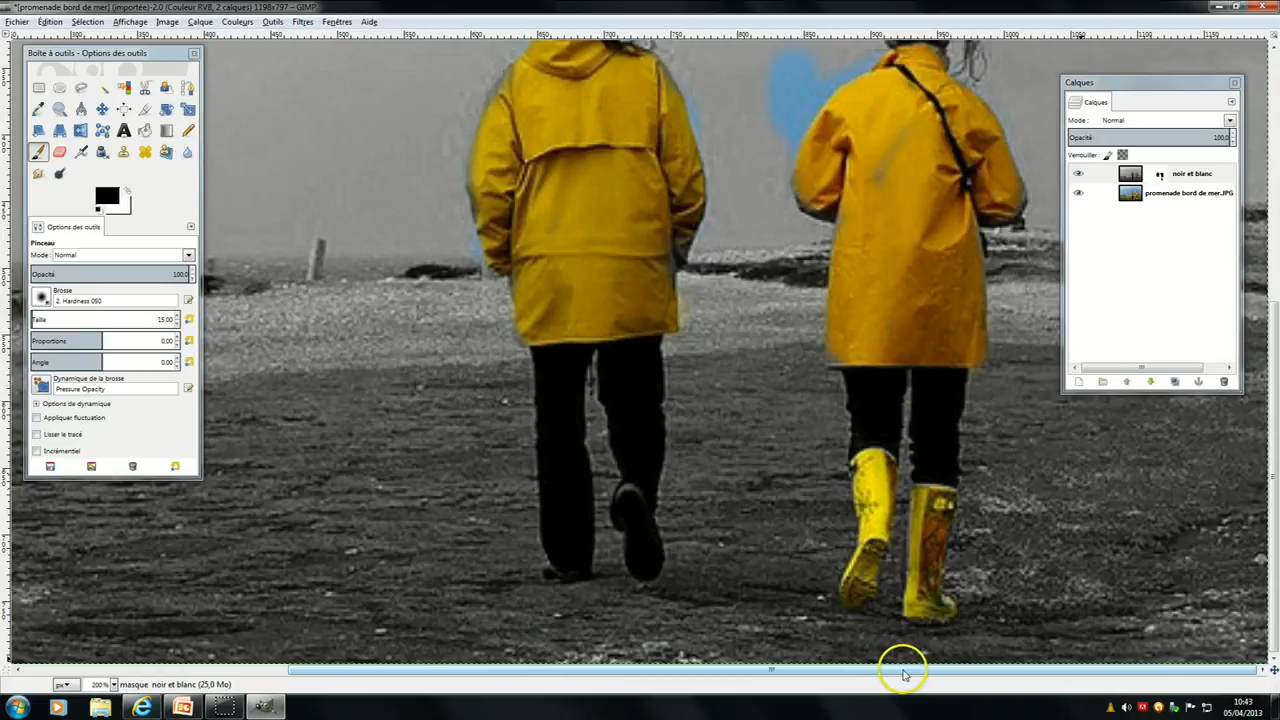 *[promenade bord de mer] (importée)-2.0 (Couleur RVB, 2 calques) 1198x797 – GIMP
Fichier Édition Sélection Affichage Image Calque Couleurs Outils Filtres Fenêtres Aide
Boîte à outils - Options des outils
Options des outils
Pinceau
Mode : Normal
Opacité 100,0
Brosse
2. Hardness 050
Taille 15,00
Proportions 0,00
Angle 0,00
Dynamique de la brosse
Pressure Opacity
Options de dynamique
Appliquer fluctuation
Lisser le tracé
Incrémentiel
Calques
Calques
Mode : Normal
Opacité 100,0
Verrouiller :
noir et blanc
promenade bord de mer.JPG
px 200% masque noir et blanc (25,0 Mo)
10:43
05/04/2013